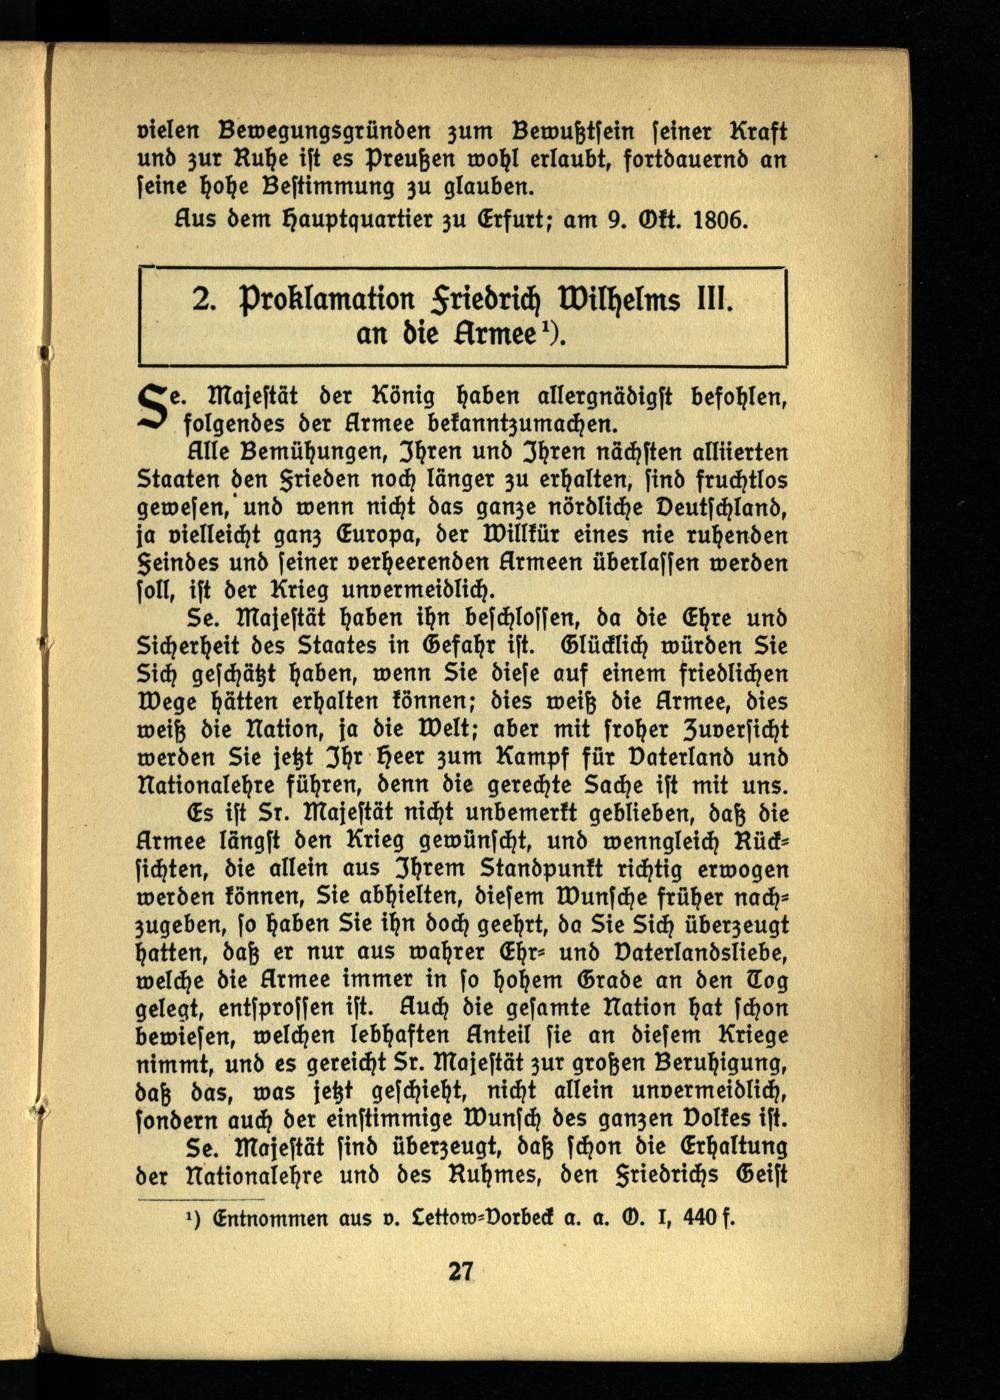 vielen Bewegungsgründen zum Bewußtsein seiner Kraft
und zur Ruhe ist es Preußen wohl erlaubt, fortdauernd an
seine hohe Bestimmung zu glauben.
Aus dem Hauptquartier zu Erfurt; am 9. Okt. 1806.
2. Proklamation Friedrich Wilhelms III.
an die Armee¹).
Se. Majestät der König haben allergnädigst befohlen,
folgendes der Armee bekanntzumachen.
Alle Bemühungen, Ihren und Ihren nächsten alliierten
Staaten den Frieden noch länger zu erhalten, sind fruchtlos
gewesen, und wenn nicht das ganze nördliche Deutschland,
ja vielleicht ganz Europa, der Willkür eines nie ruhenden
Feindes und seiner verheerenden Armeen überlassen werden
soll, ist der Krieg unvermeidlich.
Se. Majestät haben ihn beschlossen, da die Ehre und
Sicherheit des Staates in Gefahr ist. Glücklich würden Sie
Sich geschätzt haben, wenn Sie diese auf einem friedlichen
Wege hätten erhalten können; dies weiß die Armee, dies
weiß die Nation, ja die Welt; aber mit froher Zuversicht
werden Sie jetzt Ihr Heer zum Kampf für Vaterland und
Nationalehre führen, denn die gerechte Sache ist mit uns.
Es ist Sr. Majestät nicht unbemerkt geblieben, daß die
Armee längst den Krieg gewünscht, und wenngleich Rück-
sichten, die allein aus Ihrem Standpunkt richtig erwogen
werden können, Sie abhielten, diesem Wunsche früher nach-
zugeben, so haben Sie ihn doch geehrt, da Sie Sich überzeugt
hatten, daß er nur aus wahrer Ehr- und Vaterlandsliebe,
welche die Armee immer in so hohem Grade an den Tog
gelegt, entsprossen ist. Auch die gesamte Nation hat schon
bewiesen, welchen lebhaften Anteil sie an diesem Kriege
nimmt, und es gereicht Sr. Majestät zur großen Beruhigung,
daß das, was jetzt geschieht, nicht allein unvermeidlich,
sondern auch der einstimmige Wunsch des ganzen Volkes ist.
Se. Majestät sind überzeugt, daß schon die Erhaltung
der Nationalehre und des Ruhmes, den Friedrichs Geist
¹) Entnommen aus v. Lettow-Vorbeck a. a. O. I, 440 f.
27